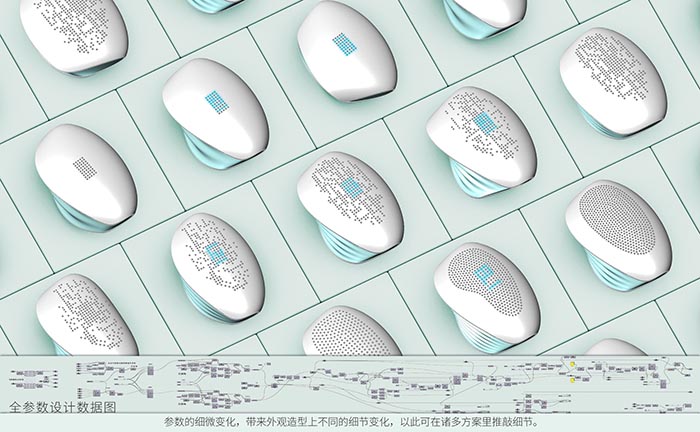 全参数设计数据图
参数的细微变化，带来外观造型上不同的细节变化，以此可在诸多方案里推敲细节。